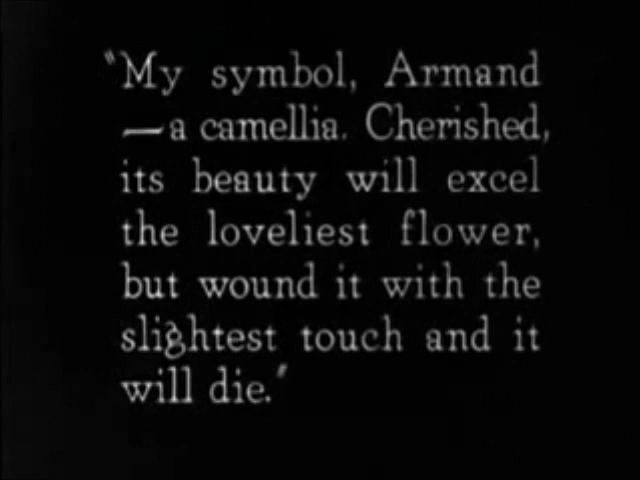 "My symbol, Armand
—a camellia. Cherished,
its beauty will excel
the loveliest flower,
but wound it with the
slightest touch and it
will die."